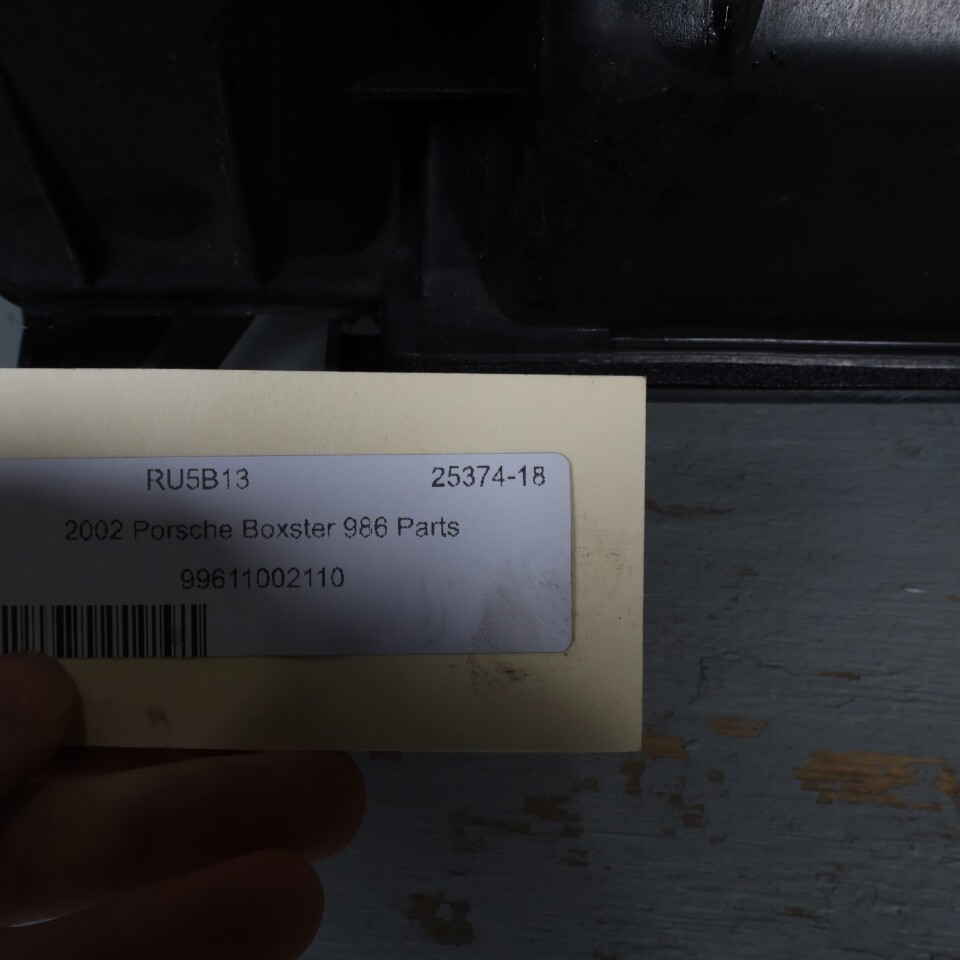 RU5B13 25374-18
2002 Porsche Boxster 986 Parts
99611002110